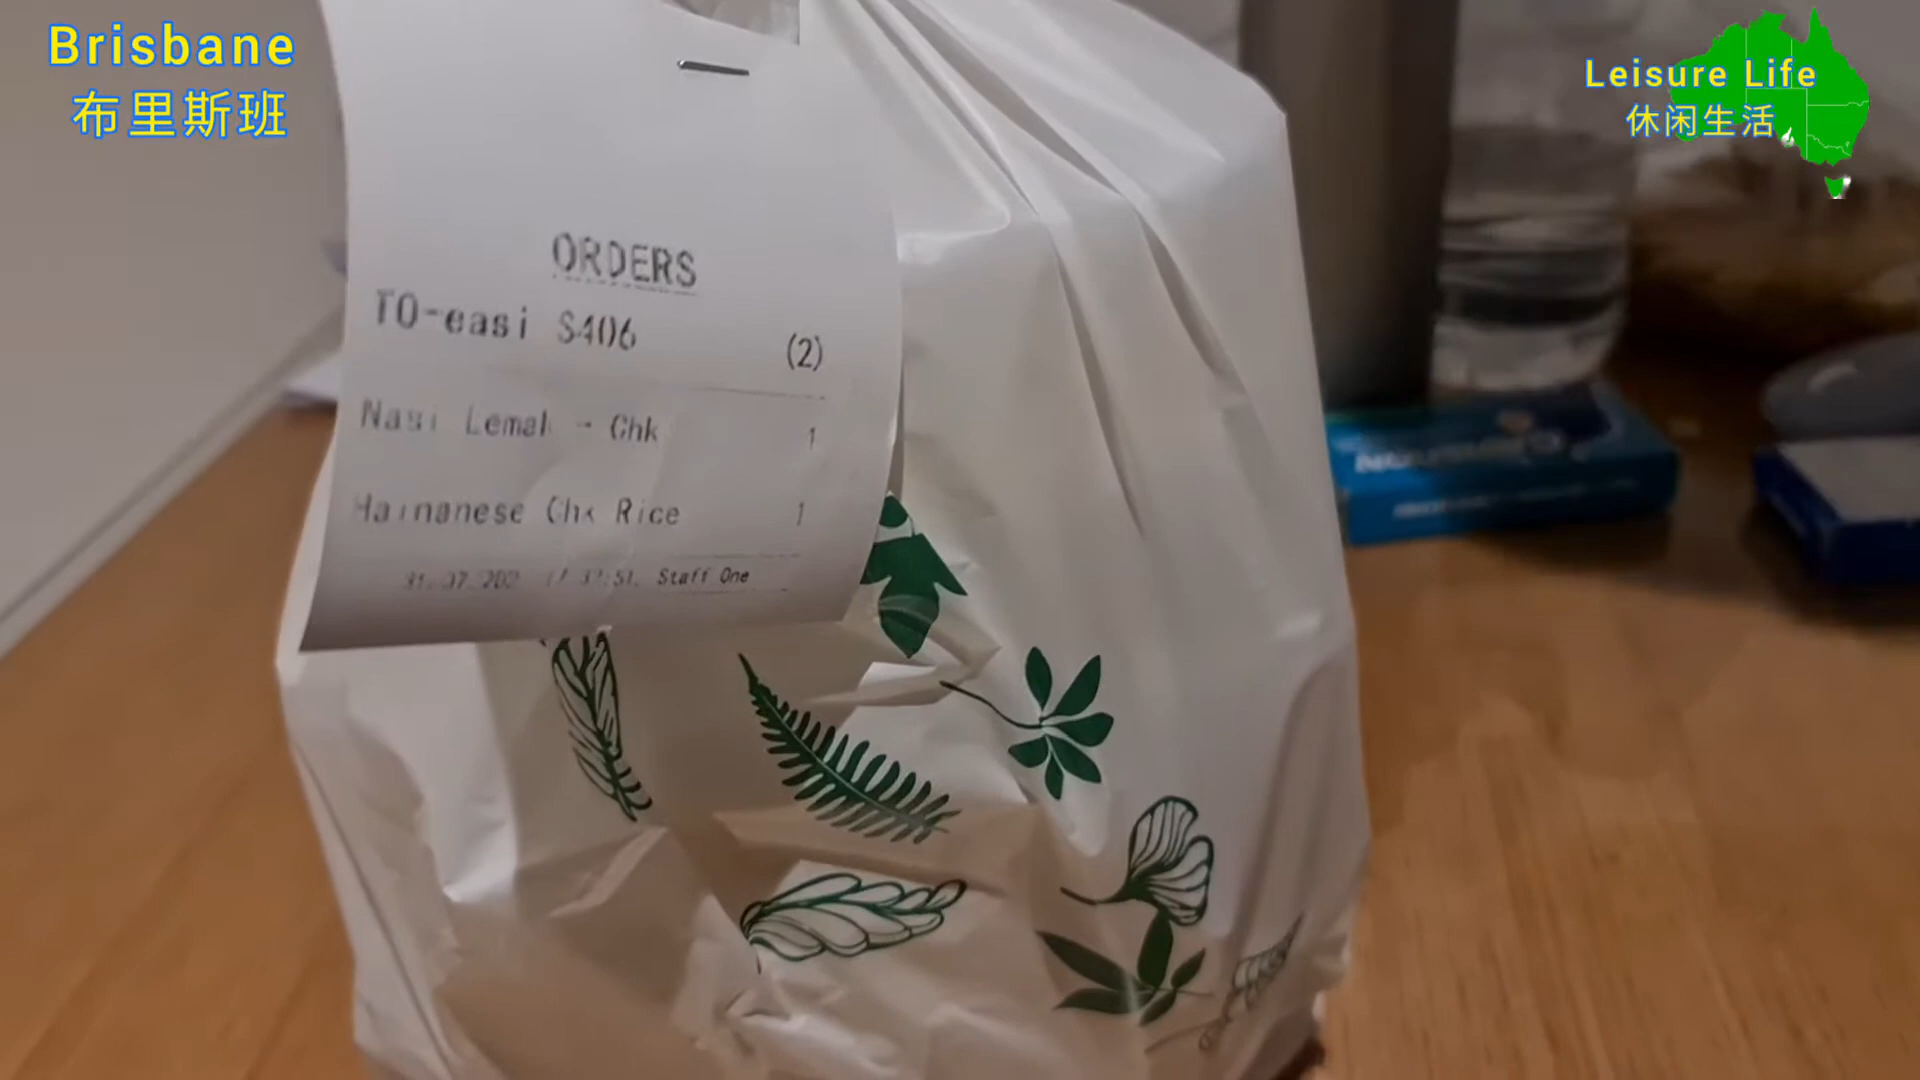 Brisbane
布里斯班
Leisure Life
休闲生活
ORDERS
TO-easi S406
(2)
Nasi Lemak - Chk 1
Hainanese Chk Rice 1
Staff One